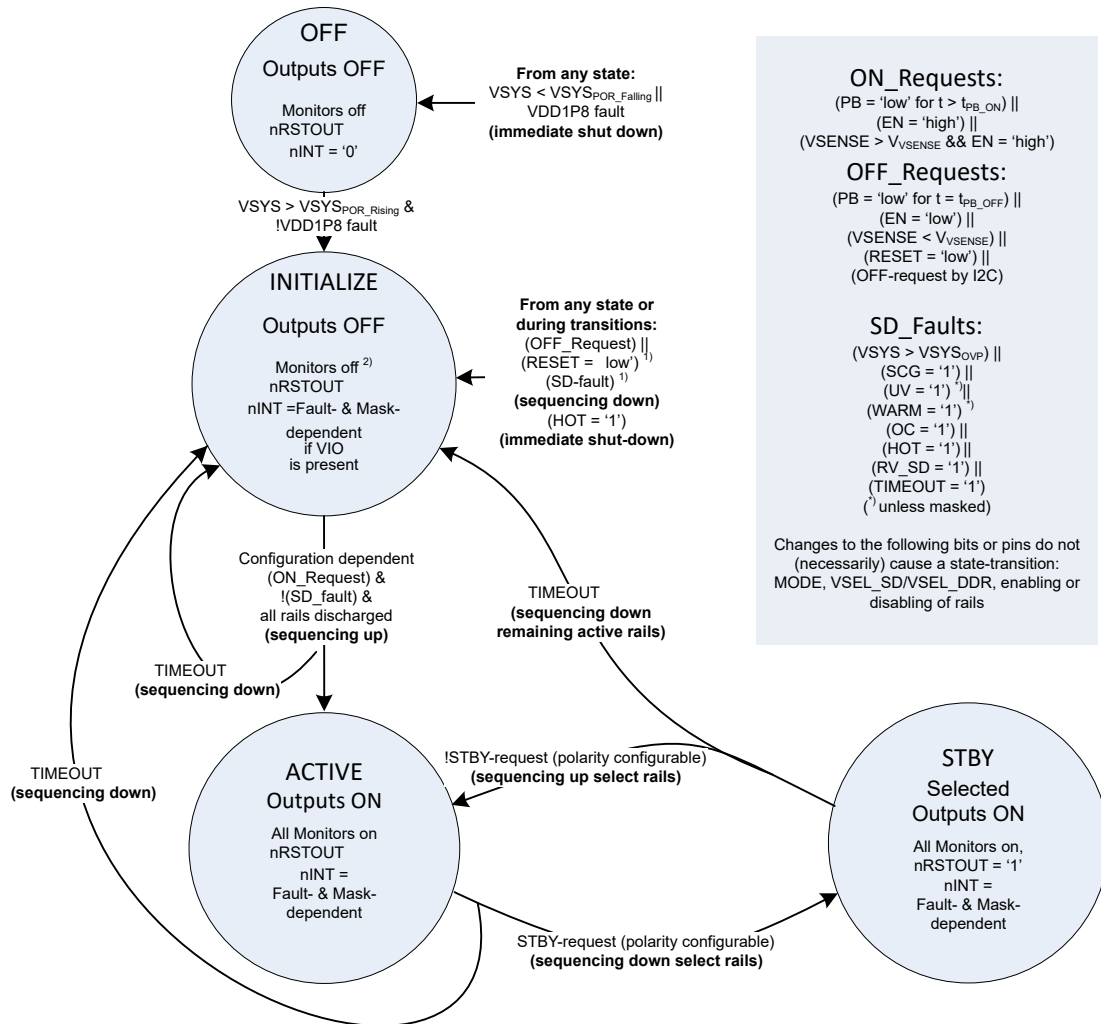 OFF
Outputs OFF
Monitors off
nRSTOUT
nINT = ‘0’
From any state:
VSYS < VSYSPOR_Falling ||
VDD1P8 fault
(immediate shut down)
VSYS > VSYSPOR_Rising &
!VDD1P8 fault
INITIALIZE
Outputs OFF
Monitors off 2)
nRSTOUT
nINT =Fault- & Mask-
dependent
if VIO
is present
From any state or
during transitions:
(OFF_Request) ||
(RESET = low’) 1)
(SD-fault) 1)
(sequencing down)
(HOT = ‘1’)
(immediate shut-down)
Configuration dependent
(ON_Request) &
!(SD_fault) &
all rails discharged
(sequencing up)
TIMEOUT
(sequencing down)
TIMEOUT
(sequencing down
remaining active rails)
TIMEOUT
(sequencing down)
ACTIVE
Outputs ON
All Monitors on
nRSTOUT
nINT =
Fault- & Mask-
dependent
!STBY-request (polarity configurable)
(sequencing up select rails)
STBY-request (polarity configurable)
(sequencing down select rails)
STBY
Selected
Outputs ON
All Monitors on,
nRSTOUT = ‘1’
nINT =
Fault- & Mask-
dependent
ON_Requests:
(PB = ‘low’ for t > tPB_ON) ||
(EN = ‘high’) ||
(VSENSE > VVSENSE && EN = ‘high’)
OFF_Requests:
(PB = ‘low’ for t = tPB_OFF) ||
(EN = ‘low’) ||
(VSENSE < VVSENSE) ||
(RESET = ‘low’) ||
(OFF-request by I2C)
SD_Faults:
(VSYS > VSYSOVP) ||
(SCG = ‘1’) ||
(UV = ‘1’) *)||
(WARM = ‘1’) *)
(OC = ‘1’) ||
(HOT = ‘1’) ||
(RV_SD = ‘1’) ||
(TIMEOUT = ‘1’)
(*) unless masked)
Changes to the following bits or pins do not
(necessarily) cause a state-transition:
MODE, VSEL_SD/VSEL_DDR, enabling or
disabling of rails